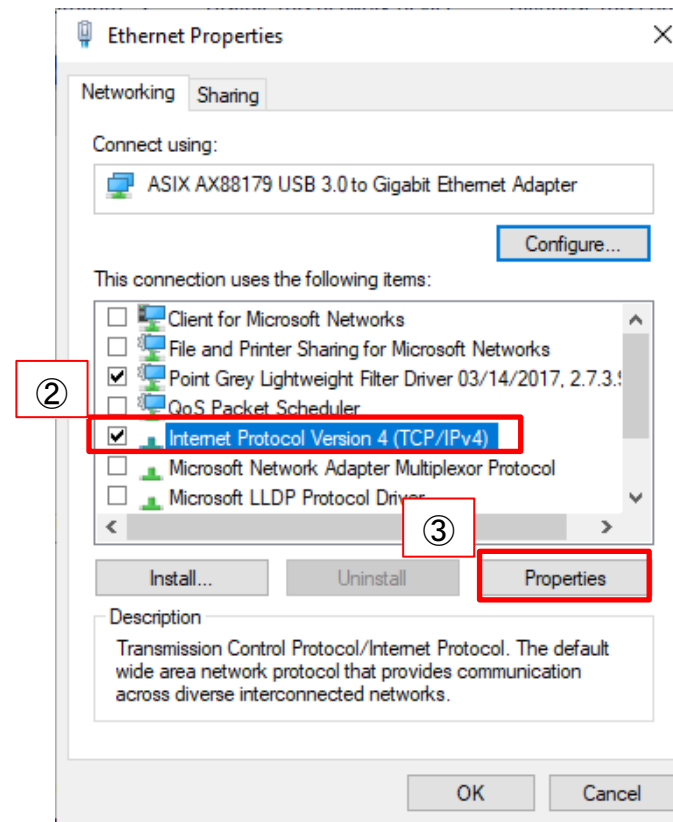 Ethernet Properties
Networking
Sharing
Connect using:
ASIX AX88179 USB 3.0 to Gigabit Ethernet Adapter
Configure...
This connection uses the following items:
Client for Microsoft Networks
File and Printer Sharing for Microsoft Networks
Point Grey Lightweight Filter Driver 03/14/2017, 2.7.3.
②
QoS Packet Scheduler
Internet Protocol Version 4 (TCP/IPv4)
Microsoft Network Adapter Multiplexor Protocol
Microsoft LLDP Protocol Driver
③
Install...
Uninstall
Properties
Description
Transmission Control Protocol/Internet Protocol. The default
wide area network protocol that provides communication
across diverse interconnected networks.
OK
Cancel